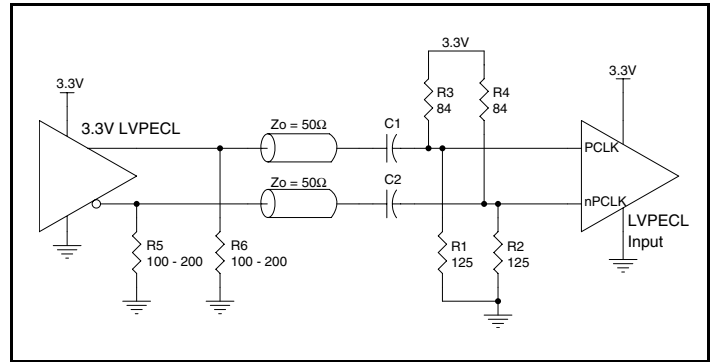 3.3V
3.3V LVPECL
R5
100 - 200
R6
100 - 200
Zo = 50Ω
Zo = 50Ω
C1
C2
3.3V
R3
84
R4
84
R1
125
R2
125
3.3V
PCLK
nPCLK
LVPECL
Input